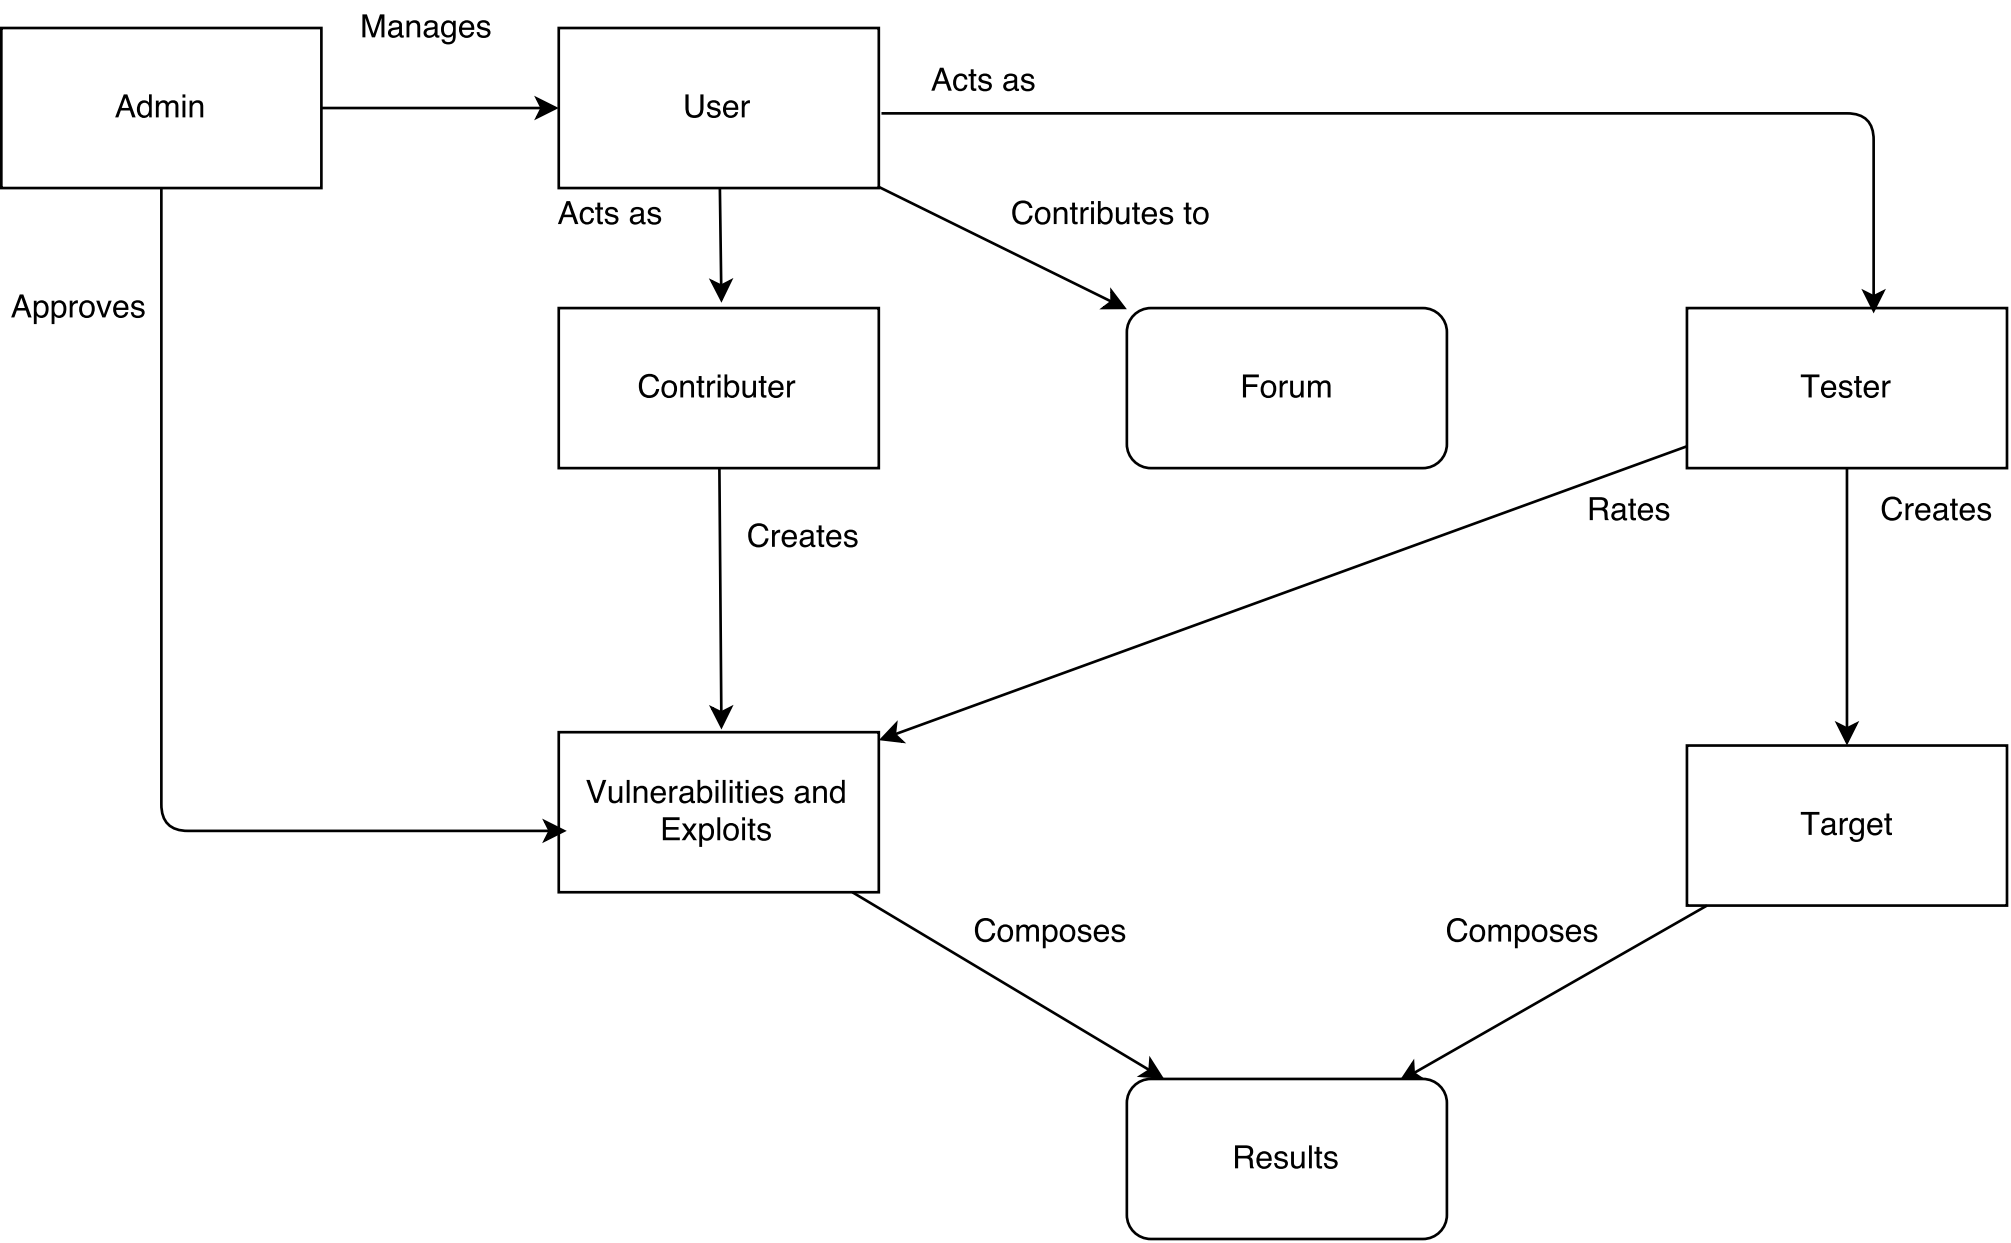 Manages
Admin
User
Acts as
Acts as
Contributes to
Approves
Contributer
Forum
Tester
Creates
Rates
Creates
Vulnerabilities and
Exploits
Target
Composes
Composes
Results